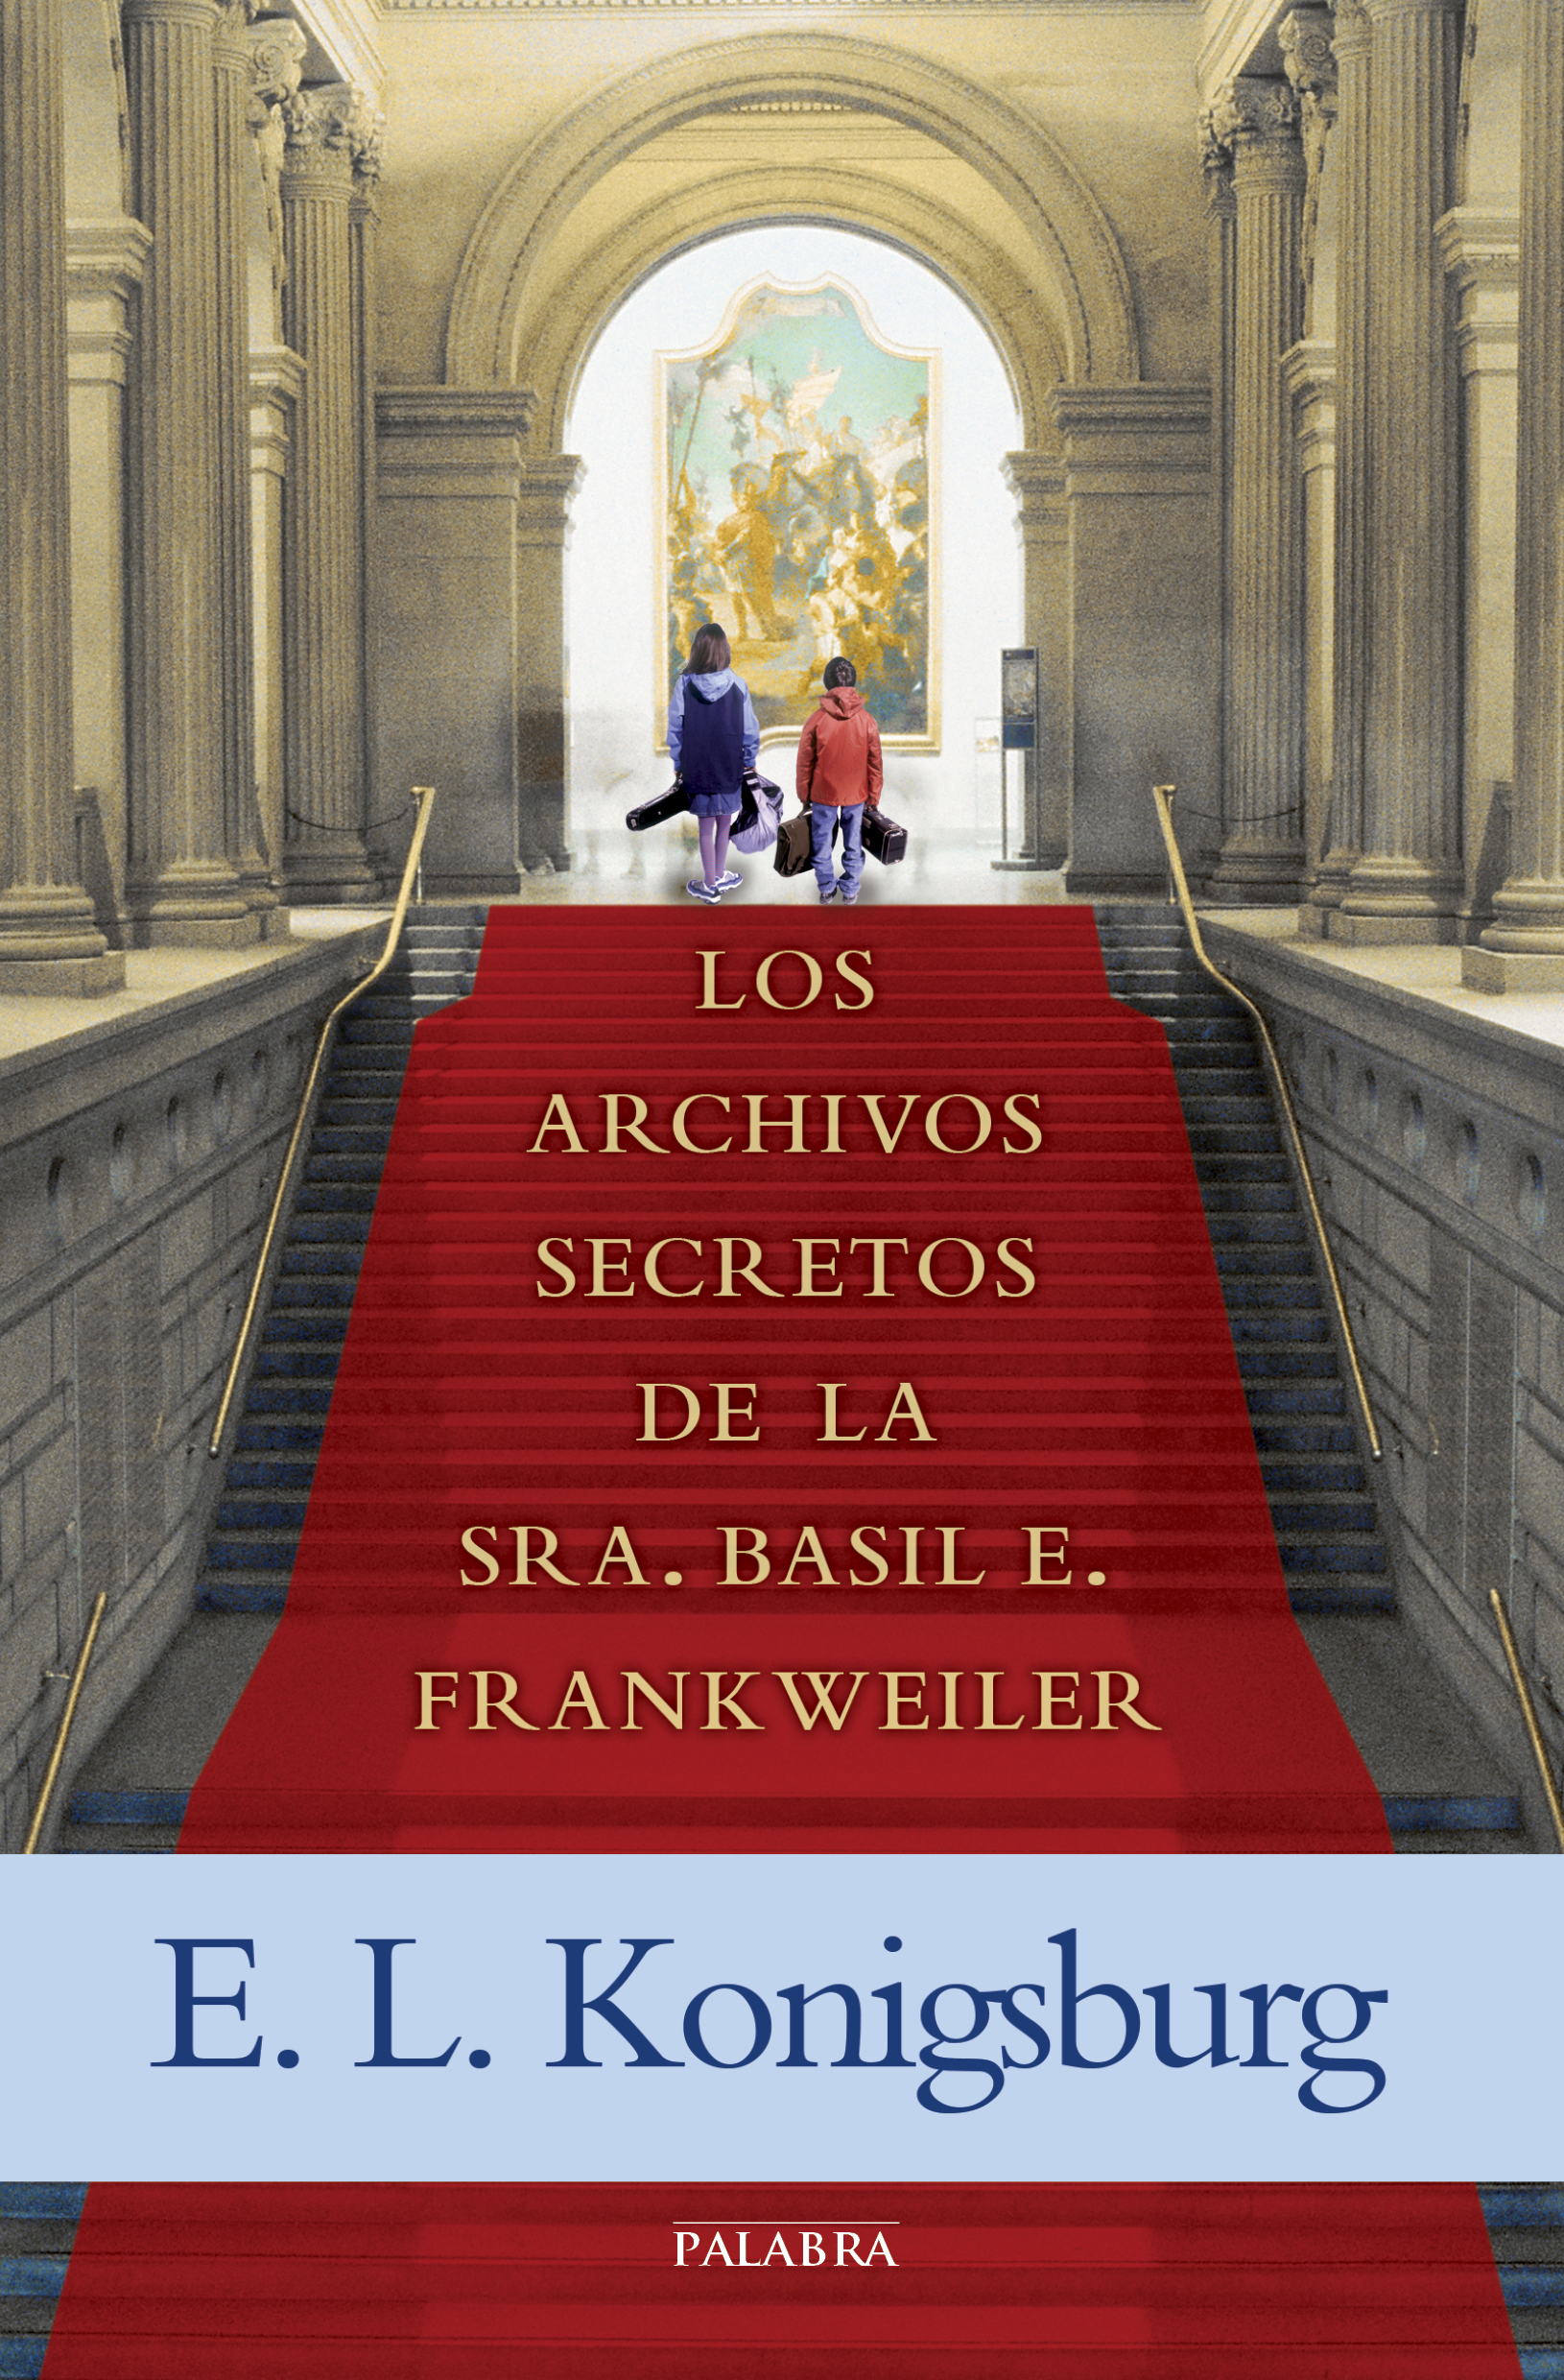 LOS
ARCHIVOS
SECRETOS
DE LA
SRA. BASIL E.
FRANKWEILER
E. L. Konigsburg
PALABRA